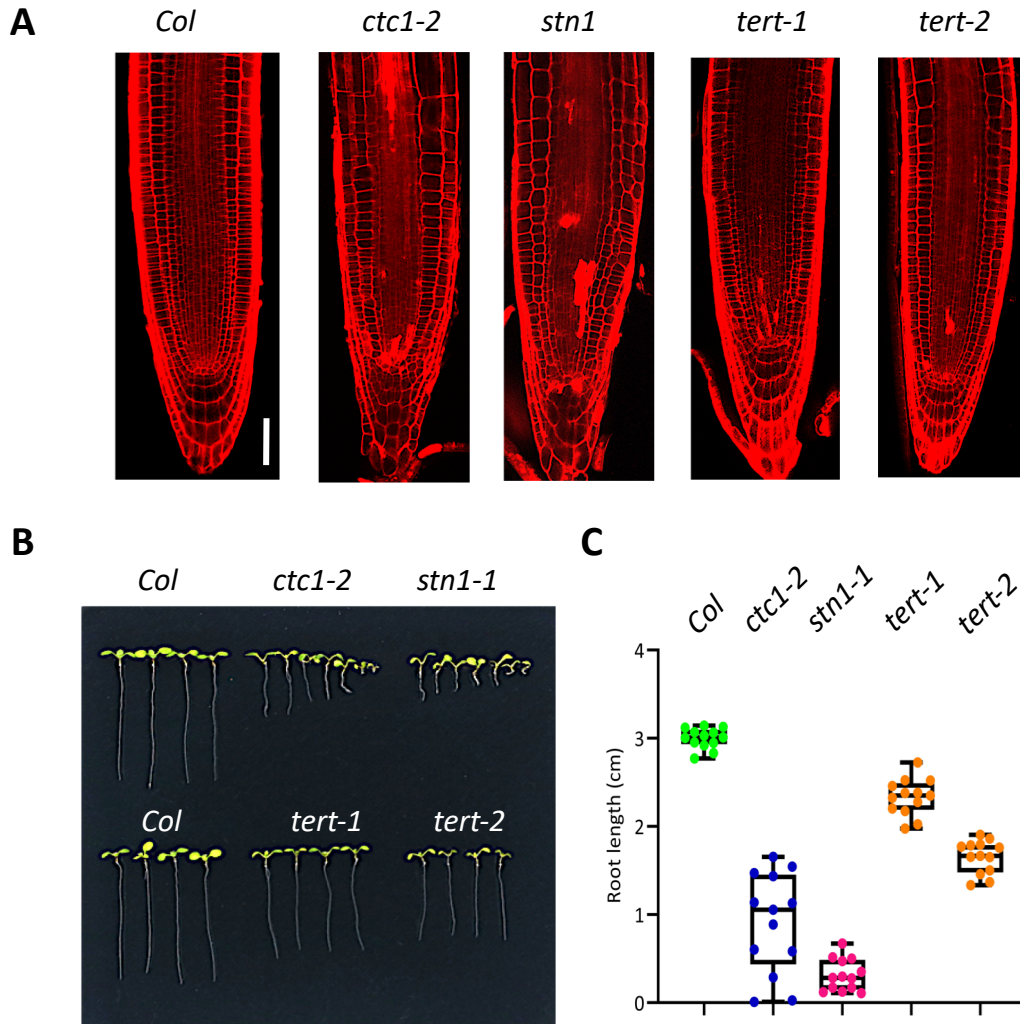 A
Col ctc1-2 stn1 tert-1 tert-2
B
Col ctc1-2 stn1-1
Col tert-1 tert-2
C
Col ctc1-2 stn1-1 tert-1 tert-2
Root length (cm)
4
3
2
1
0